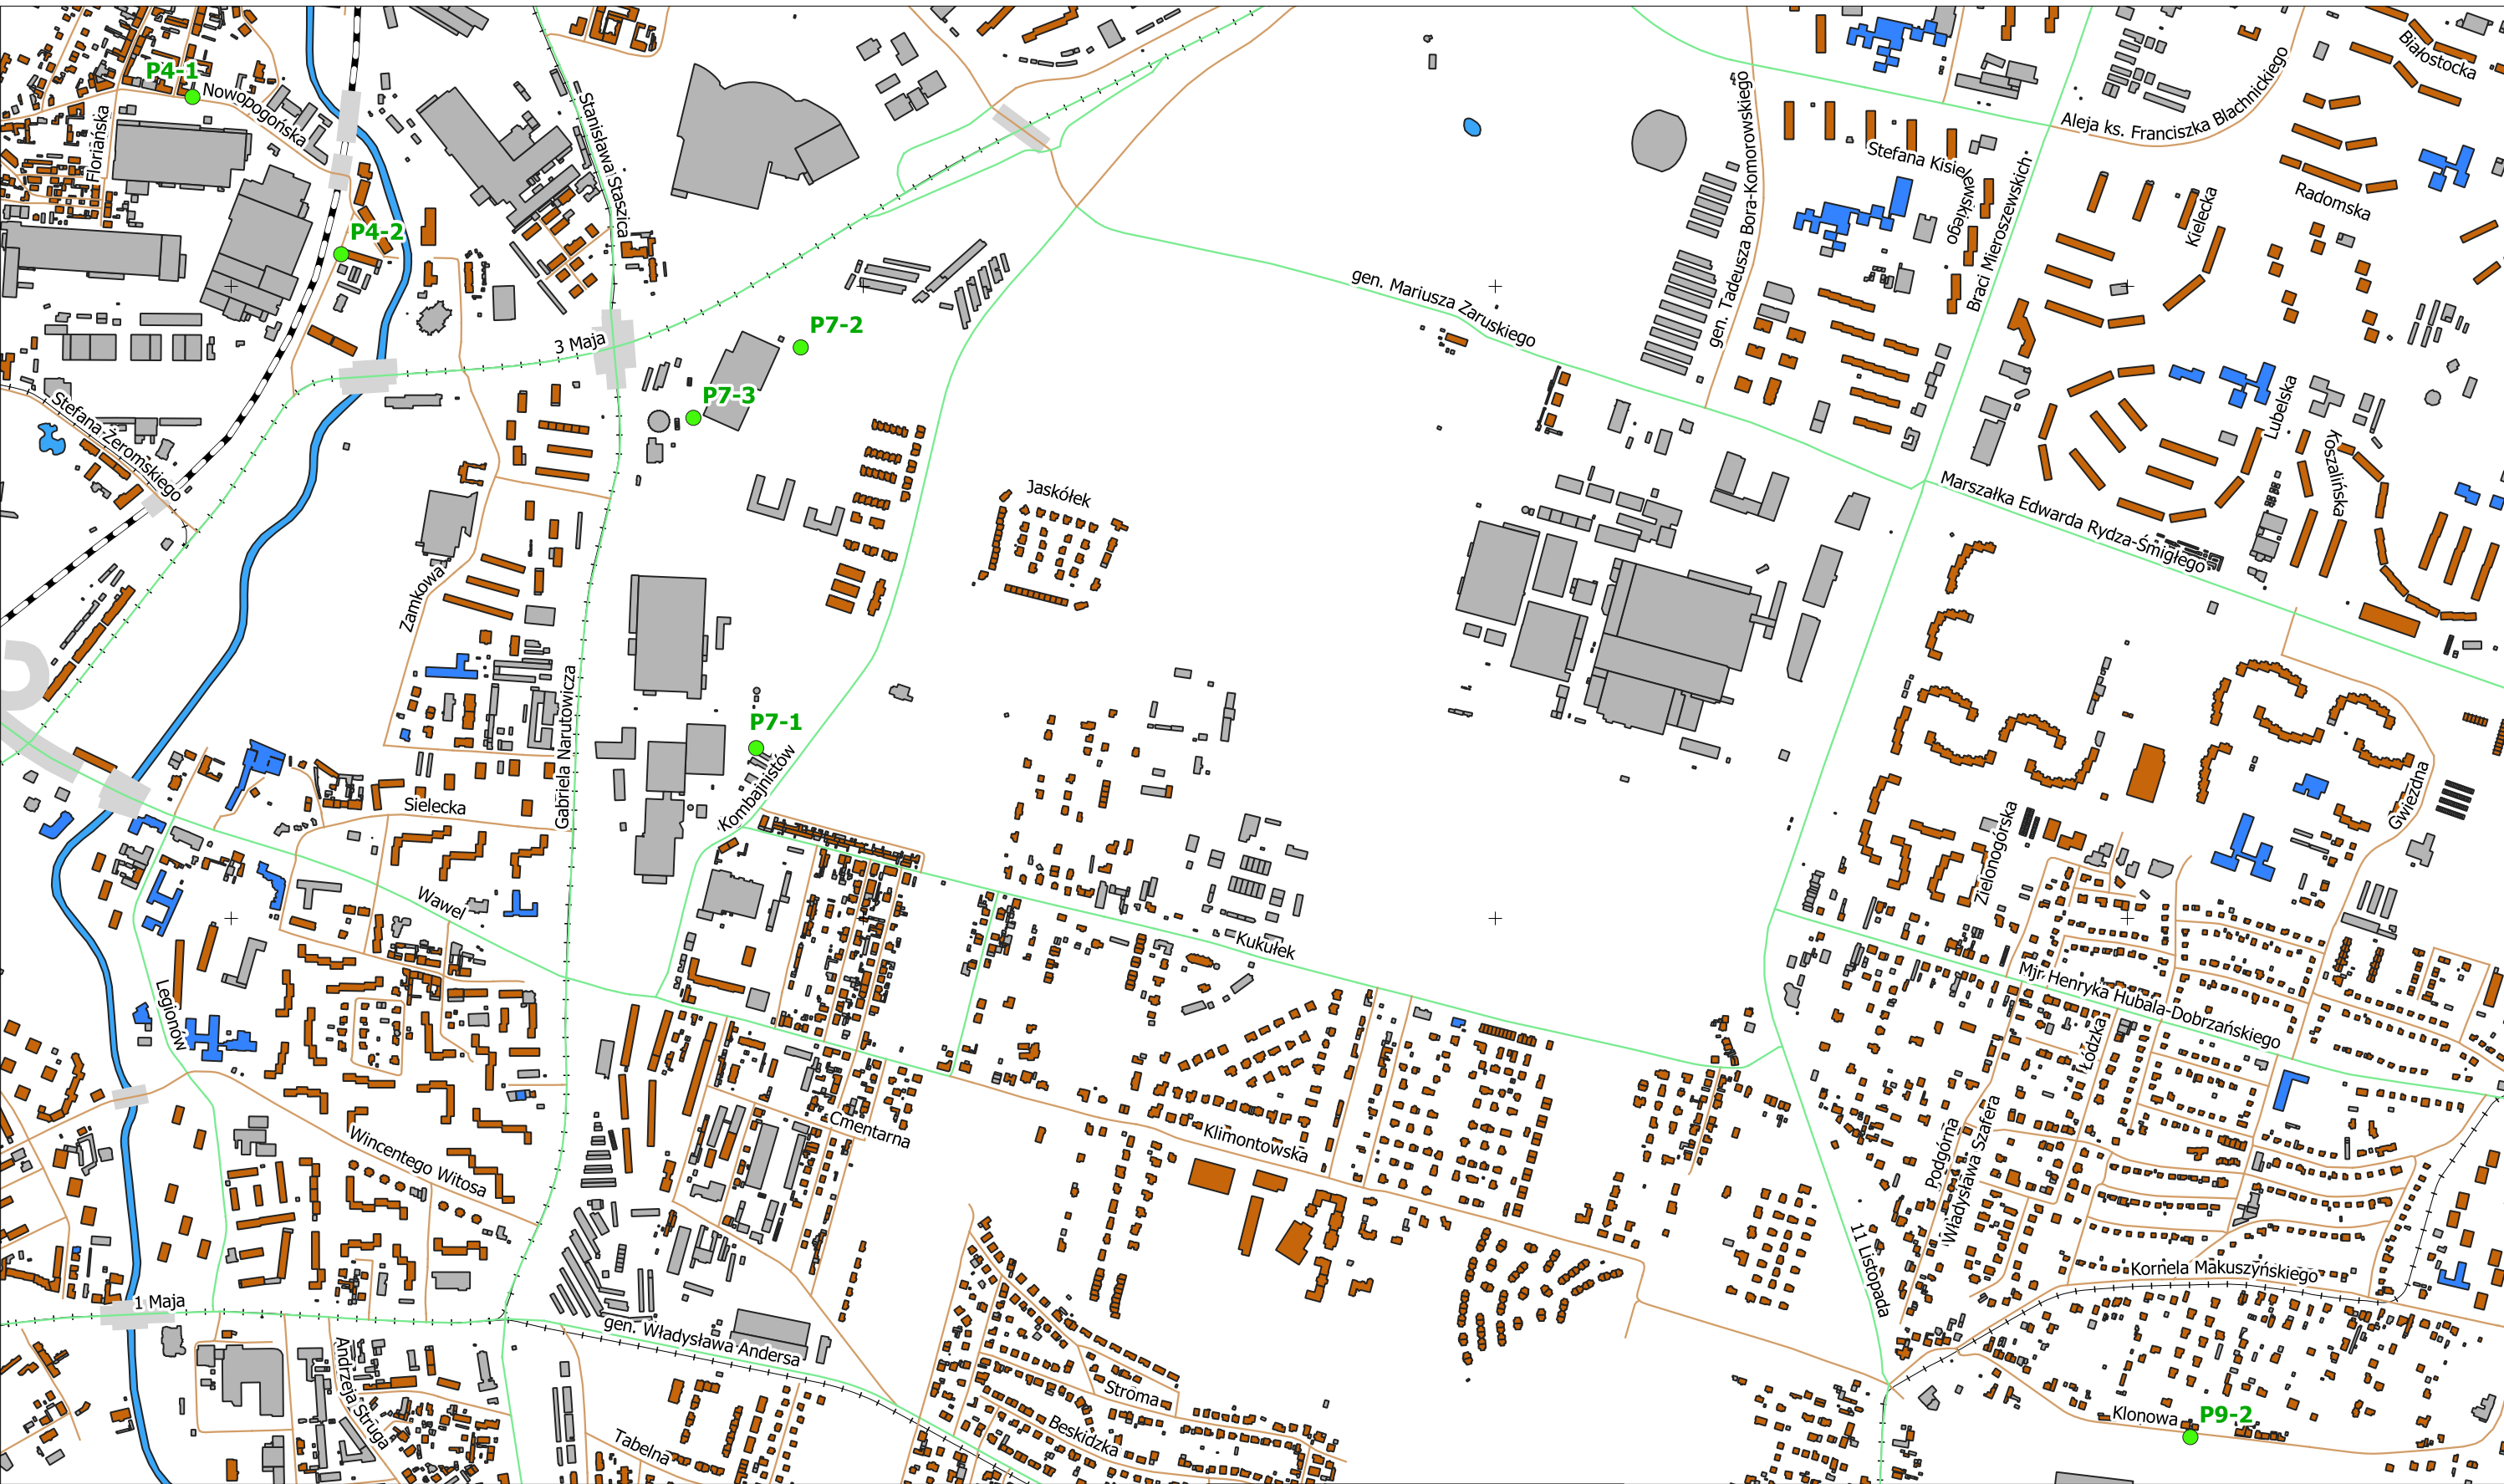 P4-1
Nowopogońska
Floriańska
P4-2
Stanisława Staszica
Białostocka
Aleja ks. Franciszka Blachnickiego
Stefana Kisielewskiego
gen. Tadeusza Bora-Komorowskiego
Braci Mieroszewskich
Radomska
Kielecka
gen. Mariusza Zaruskiego
3 Maja
P7-2
P7-3
Stefana Żeromskiego
Lubelska
Koszalińska
Jaskółek
Marszałka Edwarda Rydza-Śmigłego
Zamkowa
Gabriela Narutowicza
P7-1
Kombajnistów
Sielecka
Gwiezdna
Zielonogórska
Wawel
Kukułek
Legionów
Mjr Henryka Hubala-Dobrzańskiego
Łódzka
Cmentarna
Klimontowska
Wincentego Witosa
Podgórna
Władysława Szafera
11 Listopada
Kornela Makuszyńskiego
1 Maja
gen. Władysława Andersa
Andrzeja Struga
Stroma
Beskidzka
Tabelna
Klonowa
P9-2